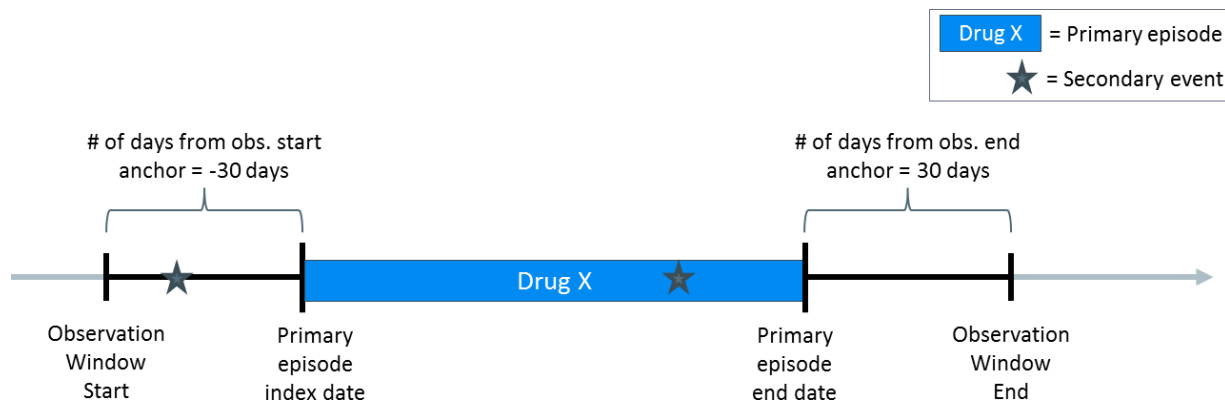 Drug X = Primary episode
= Secondary event
# of days from obs. start
anchor = -30 days
# of days from obs. end
anchor = 30 days
Drug X
Observation
Window
Start
Primary
episode
index date
Primary
episode
end date
Observation
Window
End